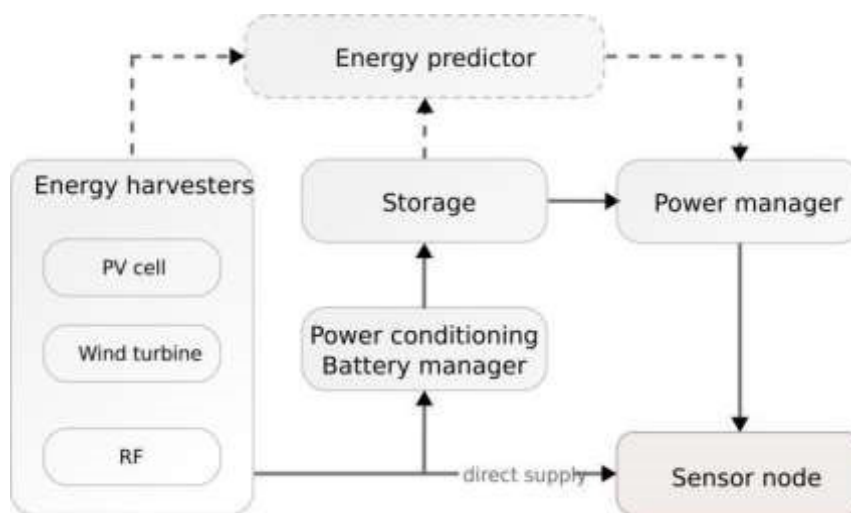 Energy predictor
Energy harvesters
Storage
Power manager
PV cell
Wind turbine
Power conditioning
Battery manager
RF
direct supply
Sensor node